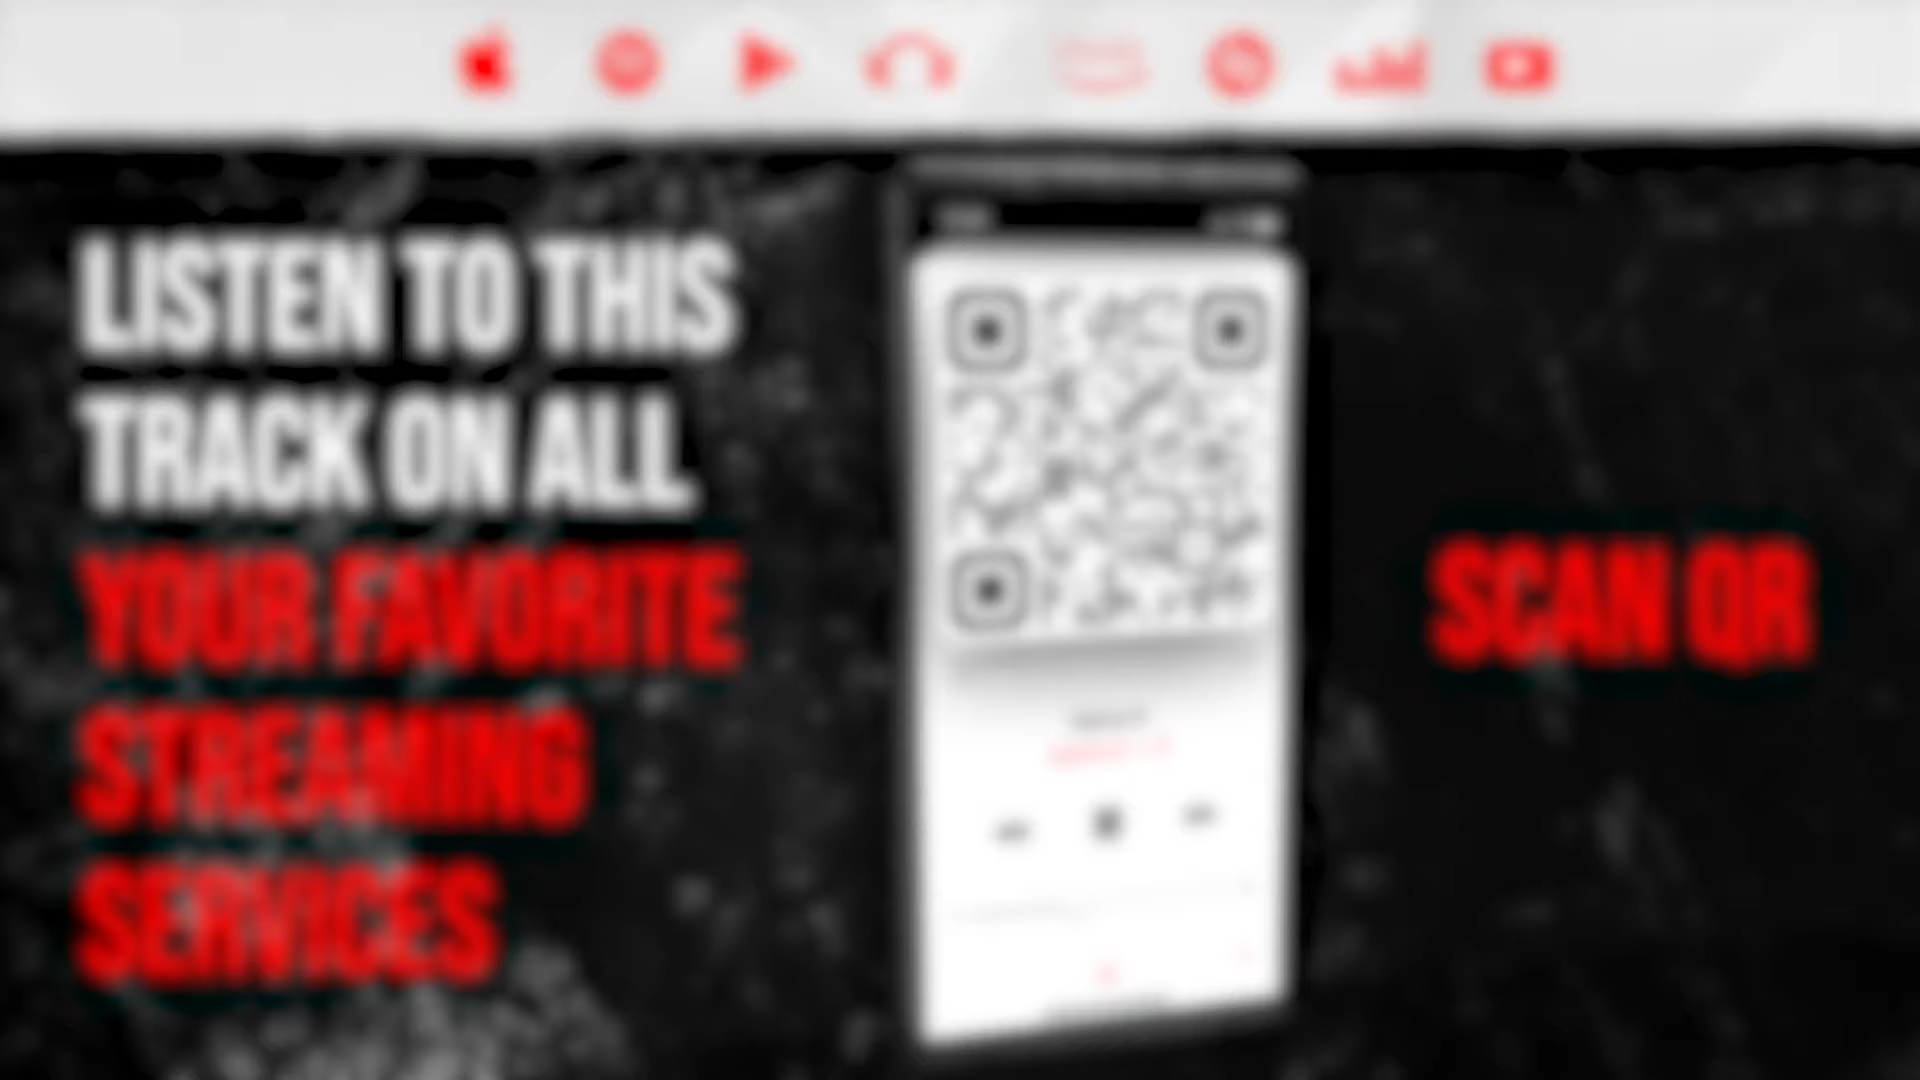 LISTEN TO THIS
TRACK ON ALL
YOUR FAVORITE
STREAMING
SERVICES
SCAN QR